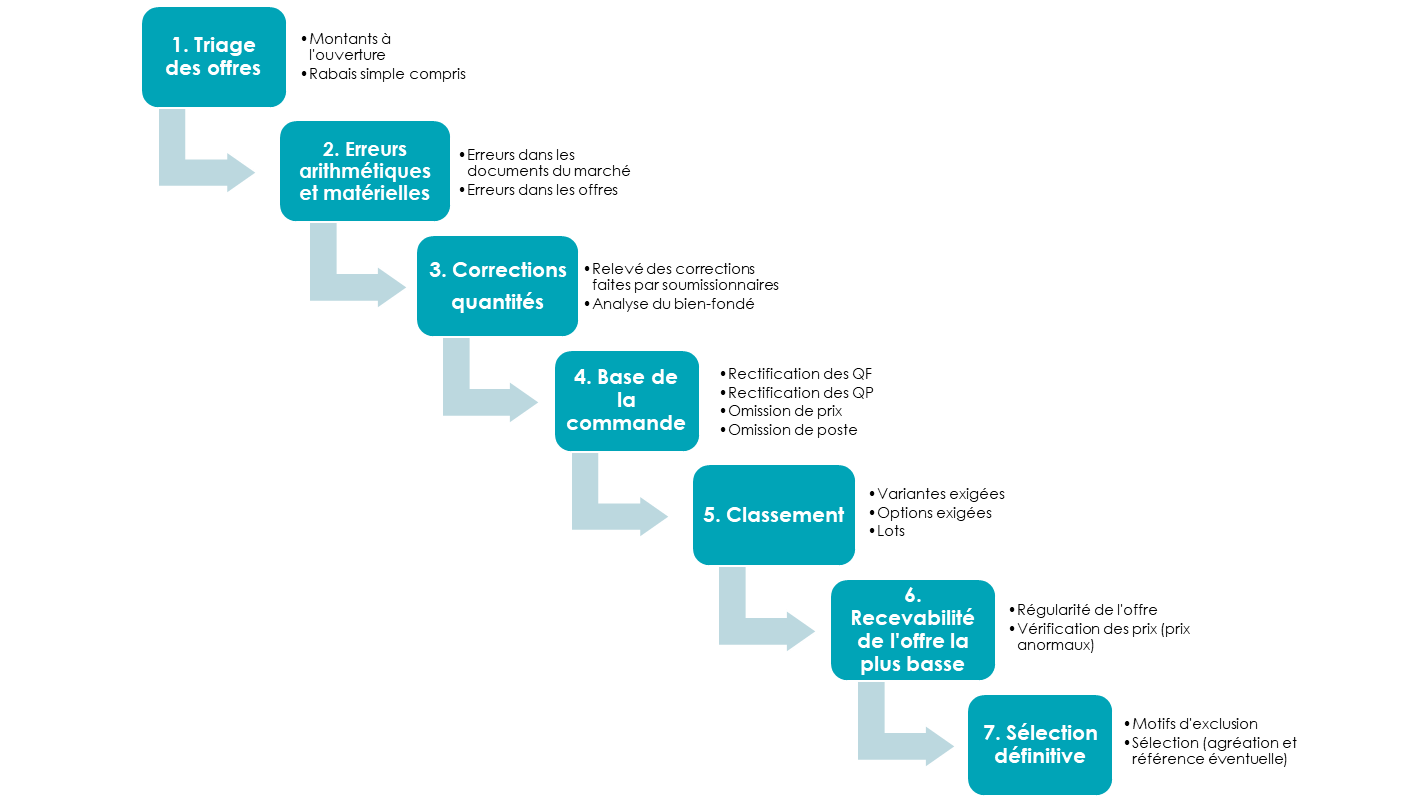 1. Triage
des offres
•Montants à
l'ouverture
•Rabais simple compris
2. Erreurs
arithmétiques
et matérielles
•Erreurs dans les
documents du marché
•Erreurs dans les offres
3. Corrections
quantités
•Relevé des corrections
faites par soumissionnaires
•Analyse du bien-fondé
4. Base de
la
commande
•Rectification des QF
•Rectification des QP
•Omission de prix
•Omission de poste
5. Classement
•Variantes exigées
•Options exigées
•Lots
6.
Recevabilité
de l'offre la
plus basse
•Régularité de l'offre
•Vérification des prix (prix
anormaux)
7. Sélection
définitive
•Motifs d'exclusion
•Sélection (agréation et
référence éventuelle)